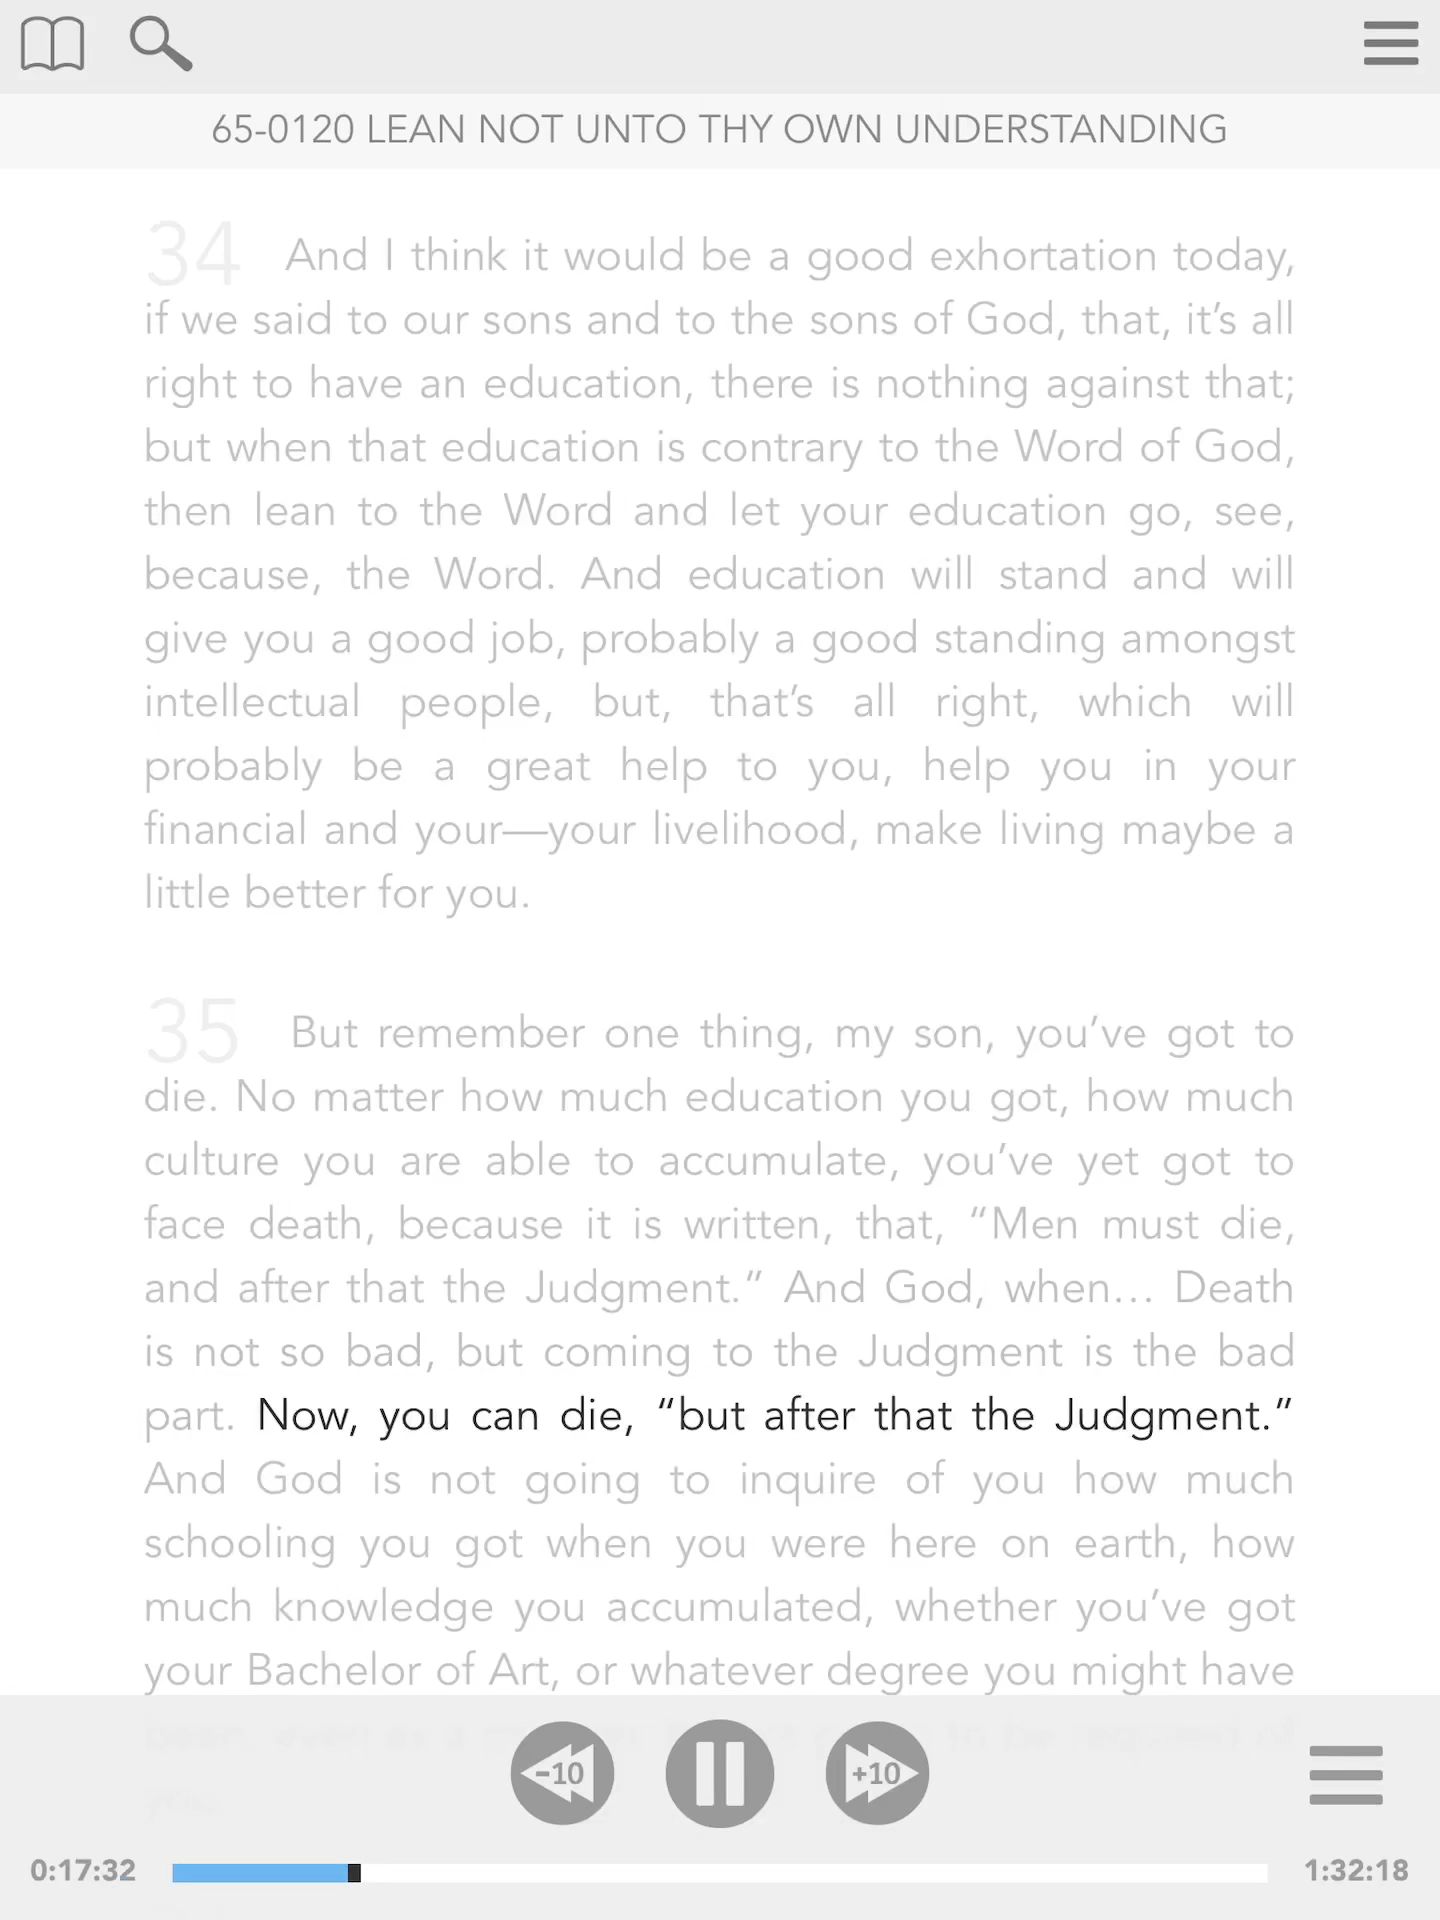 65-0120 LEAN NOT UNTO THY OWN UNDERSTANDING
34 And I think it would be a good exhortation today,
if we said to our sons and to the sons of God, that, it’s all
right to have an education, there is nothing against that;
but when that education is contrary to the Word of God,
then lean to the Word and let your education go, see,
because, the Word. And education will stand and will
give you a good job, probably a good standing amongst
intellectual people, but, that’s all right, which will
probably be a great help to you, help you in your
financial and your—your livelihood, make living maybe a
little better for you.
35 But remember one thing, my son, you’ve got to
die. No matter how much education you got, how much
culture you are able to accumulate, you’ve yet got to
face death, because it is written, that, “Men must die,
and after that the Judgment.” And God, when… Death
is not so bad, but coming to the Judgment is the bad
part. Now, you can die, “but after that the Judgment.”
And God is not going to inquire of you how much
schooling you got when you were here on earth, how
much knowledge you accumulated, whether you’ve got
your Bachelor of Art, or whatever degree you might have
to be required of
you.
-10 +10
0:17:32 1:32:18